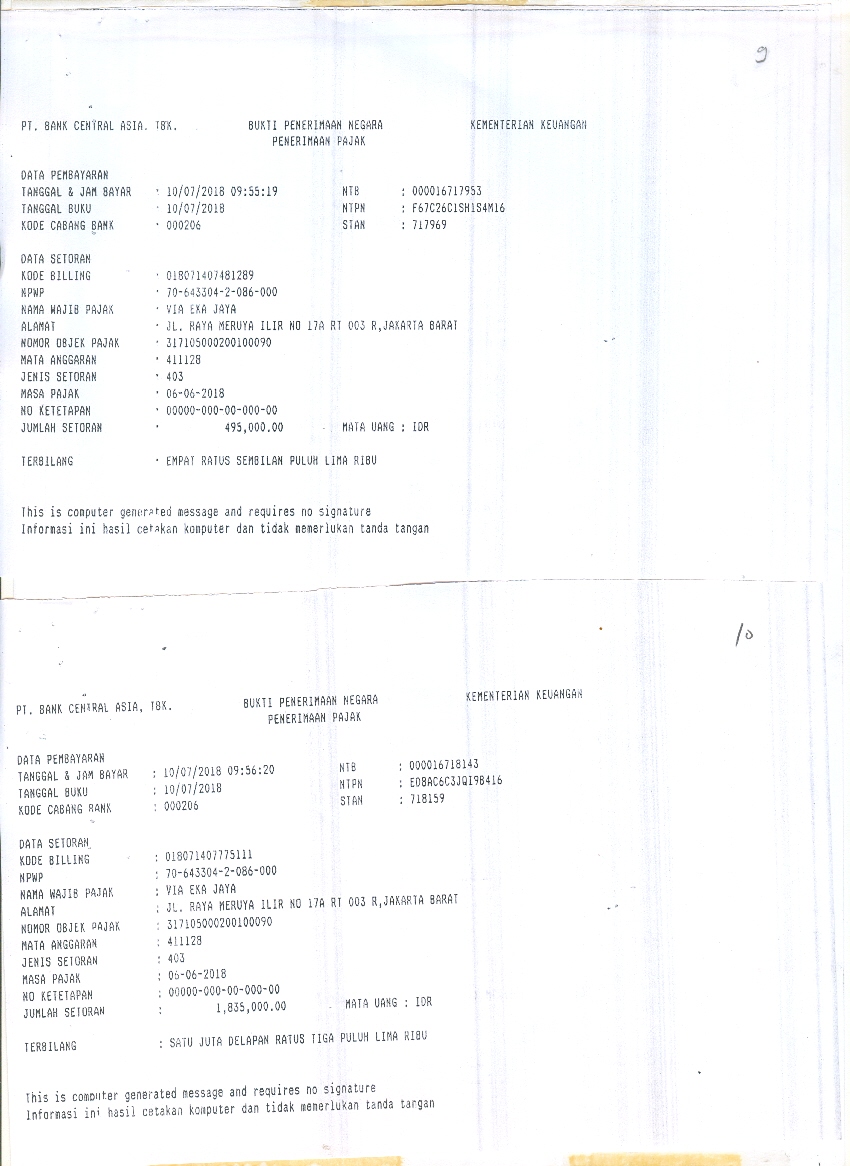 9
PT. BANK CENTRAL ASIA. TBK. BUKTI PENERIMAAN NEGARA KEMENTERIAN KEUANGAN
PENERIMAAN PAJAK
DATA PEMBAYARAN
TANGGAL & JAM BAYAR : 10/07/2018 09:55:19 NTB : 000016717953
TANGGAL BUKU : 10/07/2018 NTPN : F67C26C1SH1S4M16
KODE CABANG BANK : 000206 STAN : 717969
DATA SETORAN
KODE BILLING : 018071407481289
NPWP : 70-643304-2-086-000
NAMA WAJIB PAJAK : VIA EKA JAYA
ALAMAT : JL. RAYA MERUYA ILIR NO 17A RT 003 R,JAKARTA BARAT
NOMOR OBJEK PAJAK : 317105000200100090
MATA ANGGARAN : 411128
JENIS SETORAN : 403
MASA PAJAK : 06-06-2018
NO KETETAPAN : 00000-000-00-000-00
JUMLAH SETORAN : 495,000.00 MATA UANG : IDR
TERBILANG : EMPAT RATUS SEMBILAN PULUH LIMA RIBU
This is computer generated message and requires no signature
Informasi ini hasil cetakan komputer dan tidak memerlukan tanda tangan
10
PT. BANK CENTRAL ASIA, TBK. BUKTI PENERIMAAN NEGARA KEMENTERIAN KEUANGAN
PENERIMAAN PAJAK
DATA PEMBAYARAN
TANGGAL & JAM BAYAR : 10/07/2018 09:56:20 NTB : 000016718143
TANGGAL BUKU : 10/07/2018 NTPN : ED8AC6C3JQI9B416
KODE CABANG BANK : 000206 STAN : 718159
DATA SETORAN
KODE BILLING : 018071407775111
NPWP : 70-643304-2-086-000
NAMA WAJIB PAJAK : VIA EKA JAYA
ALAMAT : JL. RAYA MERUYA ILIR NO 17A RT 003 R,JAKARTA BARAT
NOMOR OBJEK PAJAK : 317105000200100090
MATA ANGGARAN : 411128
JENIS SETORAN : 403
MASA PAJAK : 06-06-2018
NO KETETAPAN : 00000-000-00-000-00
JUMLAH SETORAN : 1,835,000.00 MATA UANG : IDR
TERBILANG : SATU JUTA DELAPAN RATUS TIGA PULUH LIMA RIBU
This is computer generated message and requires no signature
Informasi ini hasil cetakan komputer dan tidak memerlukan tanda tangan